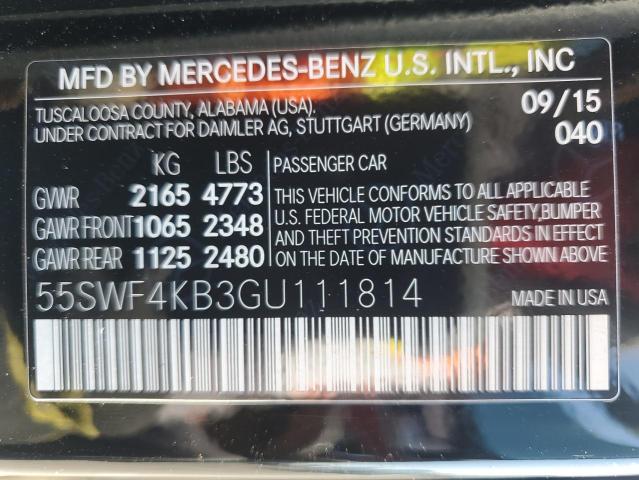 MFD BY MERCEDES-BENZ U.S. INTL., INC
TUSCALOOSA COUNTY, ALABAMA (USA). 09/15
UNDER CONTRACT FOR DAIMLER AG, STUTTGART (GERMANY) 040
KG LBS PASSENGER CAR
GVWR 2165 4773 THIS VEHICLE CONFORMS TO ALL APPLICABLE
GAWR FRONT 1065 2348 U.S. FEDERAL MOTOR VEHICLE SAFETY,BUMPER
AND THEFT PREVENTION STANDARDS IN EFFECT
GAWR REAR 1125 2480 ON THE DATE OF MANUFACTURE SHOWN ABOVE
55SWF4KB3GU111814 MADE IN USA